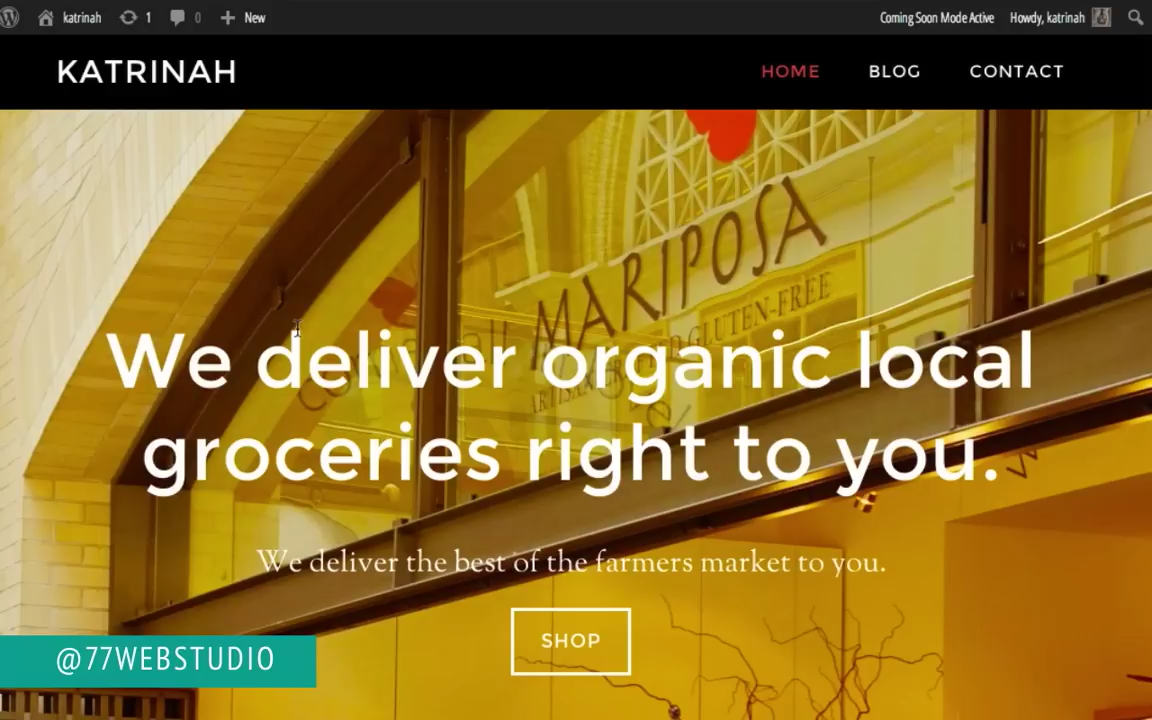 katrinah 1 0 New Coming Soon Mode Active Howdy, katrinah
KATRINAH HOME BLOG CONTACT
MARIPOSA
GLUTEN-FREE
We deliver organic local
groceries right to you.
We deliver the best of the farmers market to you.
SHOP
@77WEBSTUDIO